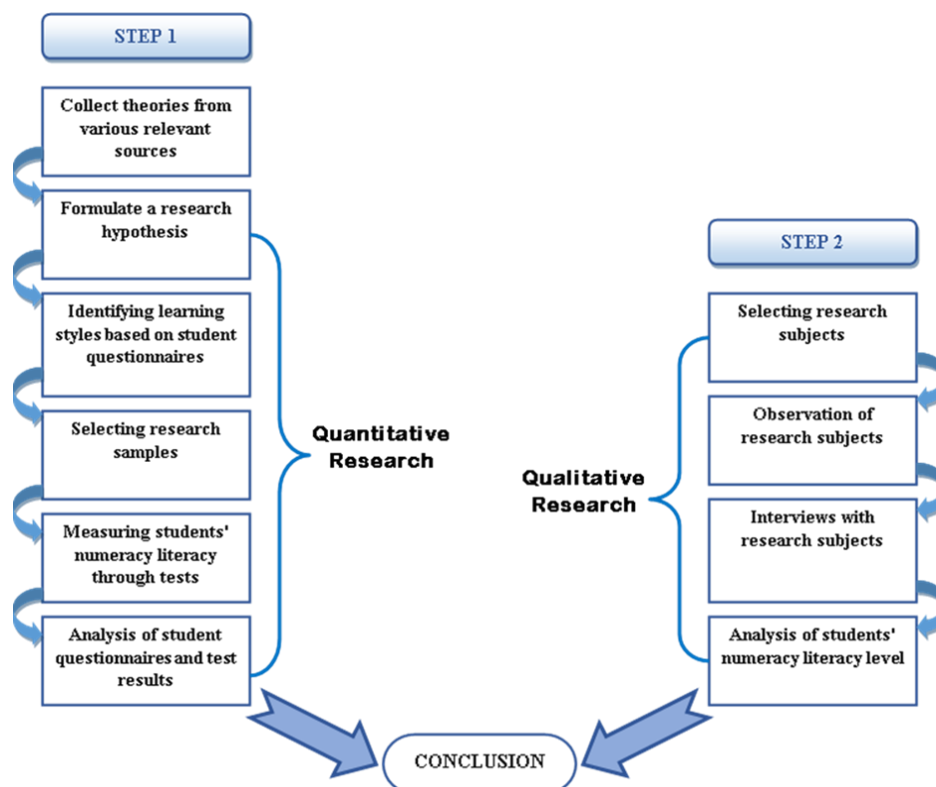 STEP 1
Collect theories from
various relevant
sources
Formulate a research
hypothesis
Identifying learning
styles based on student
questionnaires
Selecting research
samples
Measuring students'
numeracy literacy
through tests
Analysis of student
questionnaires and test
results
Quantitative
Research
STEP 2
Selecting research
subjects
Observation of
research subjects
Interviews with
research subjects
Analysis of students'
numeracy literacy level
Qualitative
Research
CONCLUSION